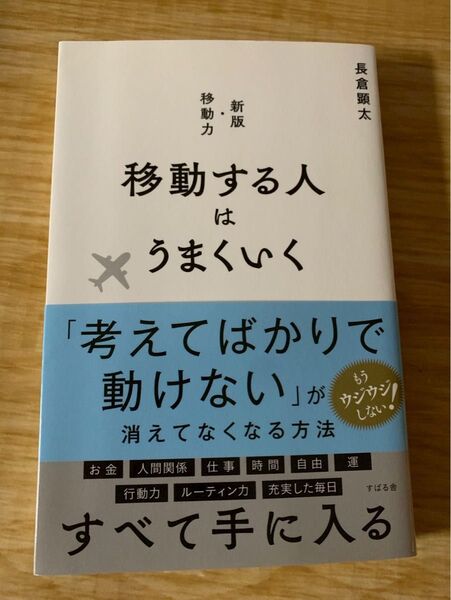 長倉顕太
新版・
移動力
移動する人
は
うまくいく
「考えてばかりで
動けない」が
消えてなくなる方法
もう
ウジウジ
しない!
お金 人間関係 仕事 時間 自由 運
行動力 ルーティン力 充実した毎日
すばる舎
すべて手に入る